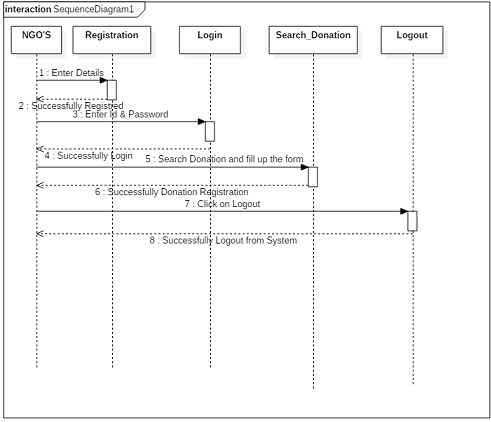 interaction SequenceDiagram1
NGO'S Registration Login Search_Donation Logout
1 : Enter Details
2 : Successfully Registred
3 : Enter Id & Password
4 : Successfully Login
5 : Search Donation and fill up the form
6 : Successfully Donation Registration
7 : Click on Logout
8 : Successfully Logout from System